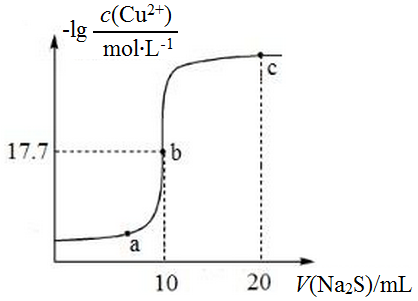 -lg c(Cu²⁺)
mol·L⁻¹
c
17.7
b
a
10
20
V(Na₂S)/mL